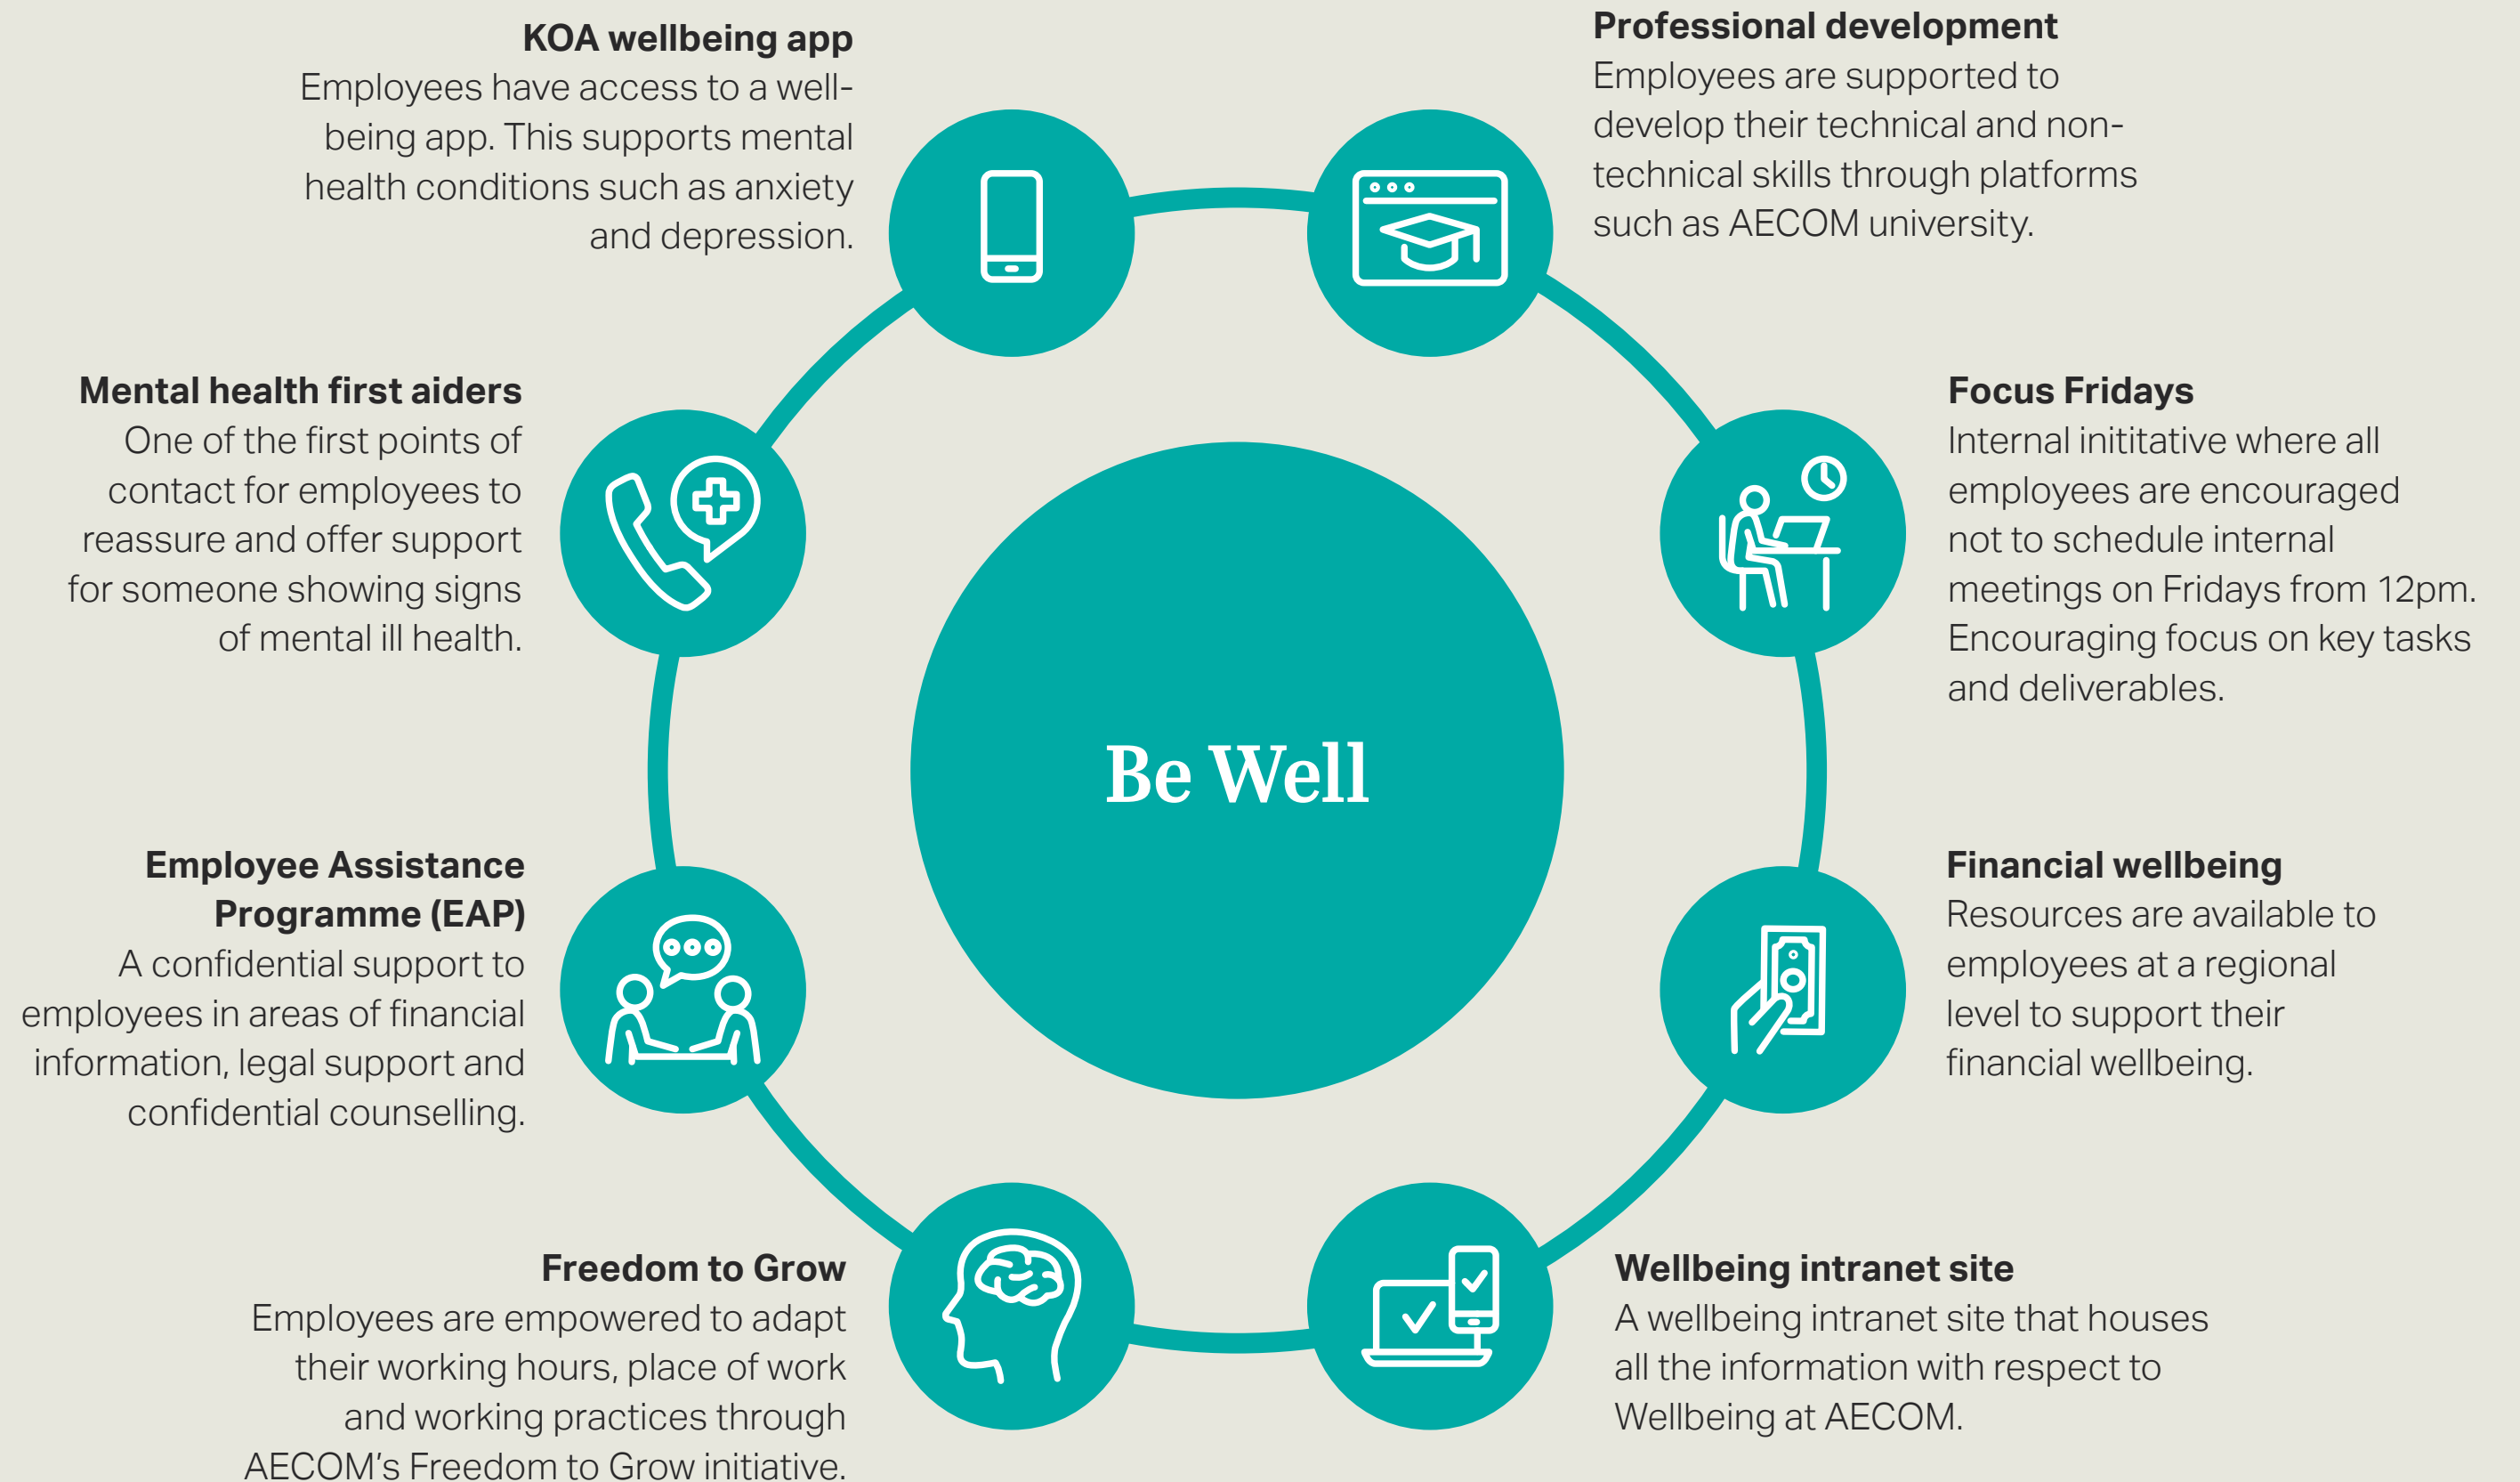 KOA wellbeing app
Employees have access to a well-
being app. This supports mental
health conditions such as anxiety
and depression.
Professional development
Employees are supported to
develop their technical and non-
technical skills through platforms
such as AECOM university.
Mental health first aiders
One of the first points of
contact for employees to
reassure and offer support
for someone showing signs
of mental ill health.
Focus Fridays
Internal inititative where all
employees are encouraged
not to schedule internal
meetings on Fridays from 12pm.
Encouraging focus on key tasks
and deliverables.
Be Well
Employee Assistance
Programme (EAP)
A confidential support to
employees in areas of financial
information, legal support and
confidential counselling.
Financial wellbeing
Resources are available to
employees at a regional
level to support their
financial wellbeing.
Freedom to Grow
Employees are empowered to adapt
their working hours, place of work
and working practices through
AECOM's Freedom to Grow initiative.
Wellbeing intranet site
A wellbeing intranet site that houses
all the information with respect to
Wellbeing at AECOM.